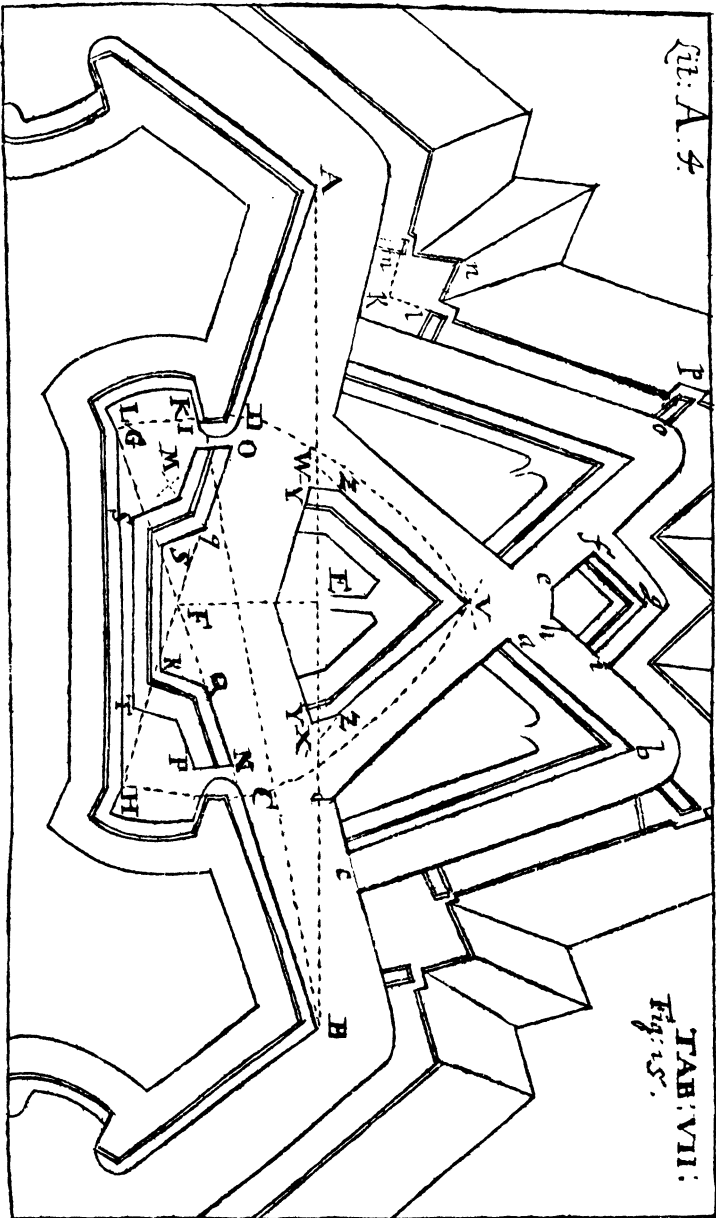 Lit: A. 4.
TAB: VII:
Fig: 15.
P
o
g b
f i
c h a
n V
l
K
z z
c
A W Y E Y X B
D C
O N
q Q
K I S F R P
M
L G S T H